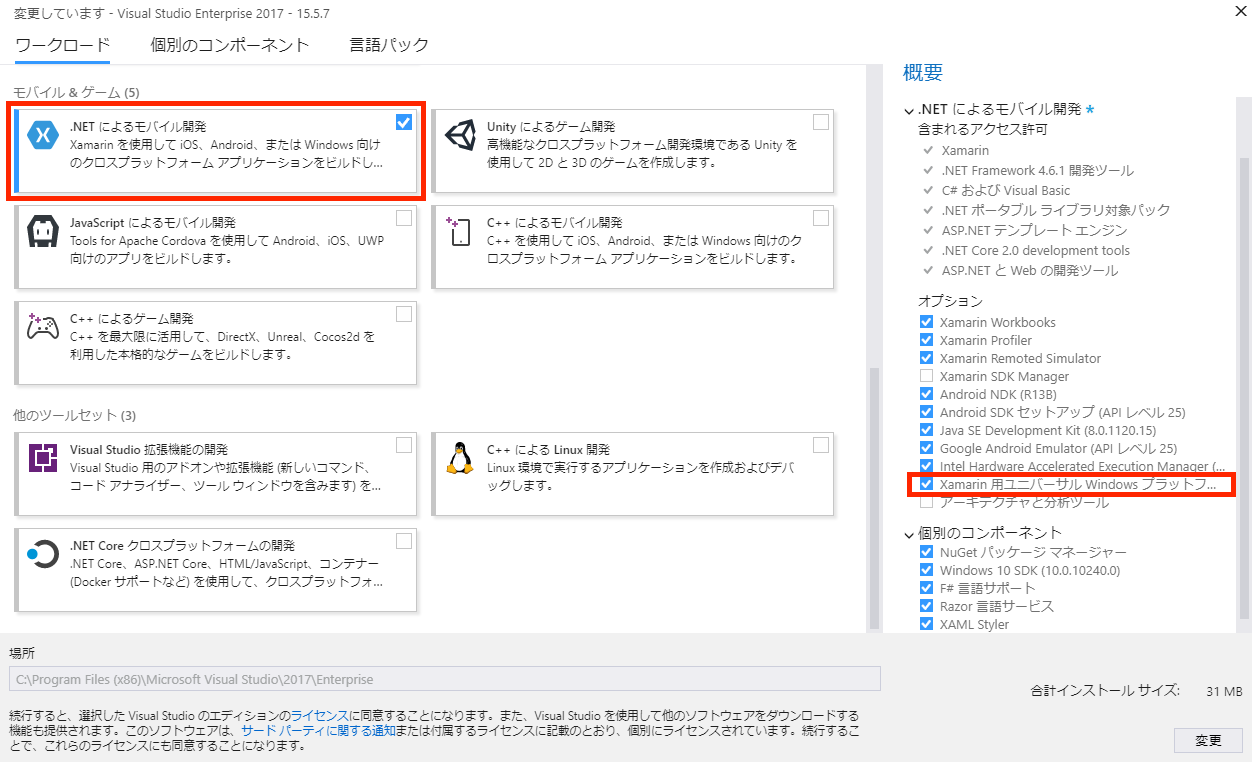 変更しています - Visual Studio Enterprise 2017 - 15.5.7
ワークロード 個別のコンポーネント 言語パック
モバイル & ゲーム (5)
.NET によるモバイル開発
Xamarin を使用して iOS、Android、または Windows 向け
のクロスプラットフォーム アプリケーションをビルドし...
Unity によるゲーム開発
高機能なクロスプラットフォーム開発環境である Unity を
使用して 2D と 3D のゲームを作成します。
JavaScript によるモバイル開発
Tools for Apache Cordova を使用して Android、iOS、UWP
向けのアプリをビルドします。
C++ によるモバイル開発
C++ を使用して iOS、Android、または Windows 向けのク
ロスプラットフォーム アプリケーションをビルドします。
C++ によるゲーム開発
C++ を最大限に活用して、DirectX、Unreal、Cocos2d を
利用した本格的なゲームをビルドします。
他のツールセット (3)
Visual Studio 拡張機能の開発
Visual Studio 用のアドオンや拡張機能 (新しいコマンド、
コード アナライザー、ツール ウィンドウを含みます) を...
C++ による Linux 開発
Linux 環境で実行するアプリケーションを作成およびデバ
ッグします。
.NET Core クロスプラットフォームの開発
.NET Core、ASP.NET Core、HTML/JavaScript、コンテナー
(Docker サポートなど) を使用して、クロスプラットフォ...
概要
.NET によるモバイル開発 *
含まれるアクセス許可
Xamarin
.NET Framework 4.6.1 開発ツール
C# および Visual Basic
.NET ポータブル ライブラリ対象パック
ASP.NET テンプレート エンジン
.NET Core 2.0 development tools
ASP.NET と Web の開発ツール
オプション
Xamarin Workbooks
Xamarin Profiler
Xamarin Remoted Simulator
Xamarin SDK Manager
Android NDK (R13B)
Android SDK セットアップ (API レベル 25)
Java SE Development Kit (8.0.1120.15)
Google Android Emulator (API レベル 25)
Intel Hardware Accelerated Execution Manager (...
Xamarin 用ユニバーサル Windows プラットフ...
アーキテクチャと分析ツール
個別のコンポーネント
NuGet パッケージ マネージャー
Windows 10 SDK (10.0.10240.0)
F# 言語サポート
Razor 言語サービス
XAML Styler
場所
C:\Program Files (x86)\Microsoft Visual Studio\2017\Enterprise
合計インストール サイズ: 31 MB
続行すると、選択した Visual Studio のエディションのライセンスに同意することになります。また、Visual Studio を使用して他のソフトウェアをダウンロードする
機能も提供されます。このソフトウェアは、サード パーティに関する通知または付属するライセンスに記載のとおり、個別にライセンスされています。続行するこ
とで、これらのライセンスにも同意することになります。
変更